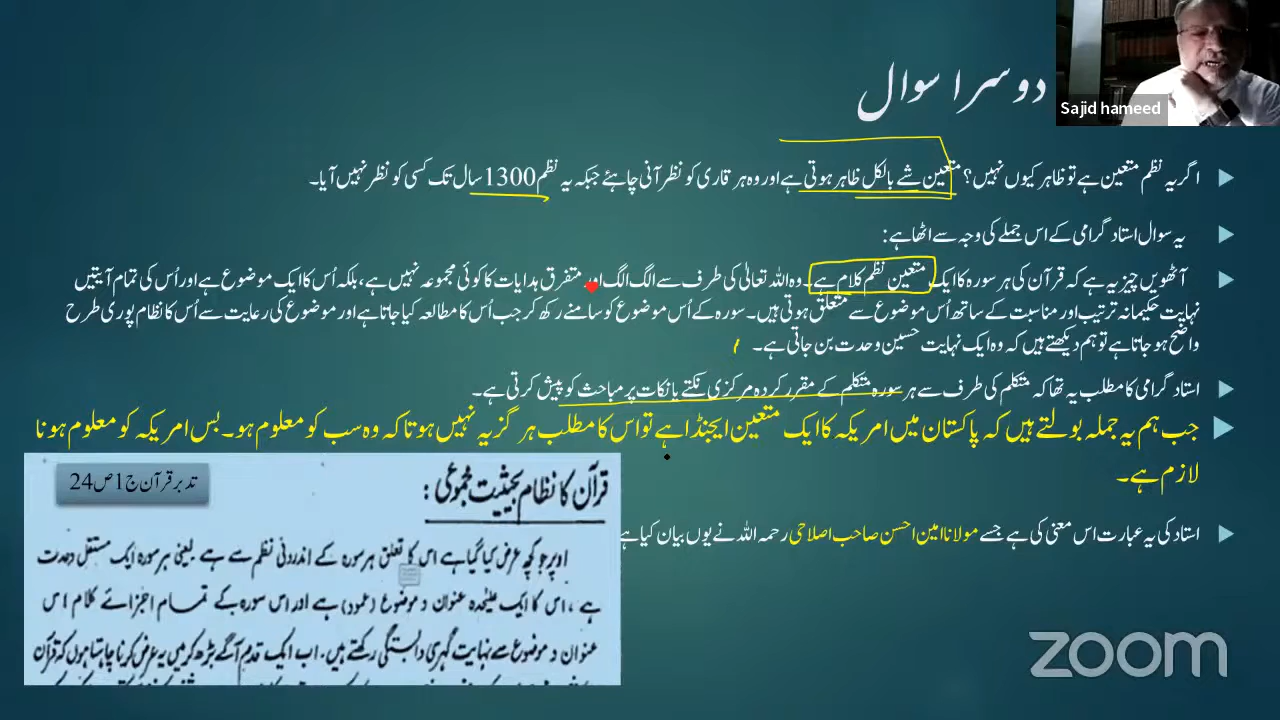 Sajid hameed
دوسرا سوال
اگر یہ نظم متعین ہے تو ظاہر کیوں نہیں؟ متعین شے بالکل ظاہر ہوتی ہے اور وہ ہر قاری کو نظر آنی چاہئے جبکہ یہ نظم 1300 سال تک کسی کو نظر نہیں آیا۔
یہ سوال استاد گرامی کے اس جملے کی وجہ سے اٹھا ہے:
آٹھویں چیز یہ ہے کہ قرآن کی ہر سورہ کا ایک متعین نظم کلام ہے۔ وہ اللہ تعالیٰ کی طرف سے الگ الگ اور متفرق ہدایات کا کوئی مجموعہ نہیں ہے، بلکہ اُس کا ایک موضوع ہے اور اُس کی تمام آیتیں
نہایت حکیمانہ ترتیب اور مناسبت کے ساتھ اُس موضوع سے متعلق ہوتی ہیں۔ سورہ کے اُس موضوع کو سامنے رکھ کر جب اُس کا مطالعہ کیا جاتا ہے اور موضوع کی رعایت سے اُس کا نظام پوری طرح
واضح ہو جاتا ہے تو ہم دیکھتے ہیں کہ وہ ایک نہایت حسین وحدت بن جاتی ہے۔
استاد گرامی کا مطلب یہ تھا کہ متکلم کی طرف سے ہر سورہ متکلم کے مقرر کردہ مرکزی نکتے یا نکات پر مباحث کو پیش کرتی ہے۔
جب ہم یہ جملہ بولتے ہیں کہ پاکستان میں امریکہ کا ایک متعین ایجنڈا ہے تو اس کا مطلب ہر گز یہ نہیں ہوتا کہ وہ سب کو معلوم ہو۔ بس امریکہ کو معلوم ہونا
لازم ہے۔
استاد کی یہ عبارت اس معنی کی ہے جسے مولانا امین احسن صاحب اصلاحی رحمہ اللہ نے یوں بیان کیا ہے
تدبر قرآن ج 1 ص 24
قرآن کا نظام بحیثیت مجموعی:
اوپر جو کچھ عرض کیا گیا ہے اس کا تعلق ہر سورہ کے اندرونی نظم سے ہے یعنی ہر سورہ ایک مستقل وحدت
ہے، اس کا ایک علیحدہ عنوان و موضوع (عمود) ہے اور اس سورہ کے تمام اجزائے کلام اس
عنوان و موضوع سے نہایت گہری وابستگی رکھتے ہیں۔ اب ایک قدم آگے بڑھ کر میں یہ عرض کرنا چاہتا ہوں کہ قرآن
zoom